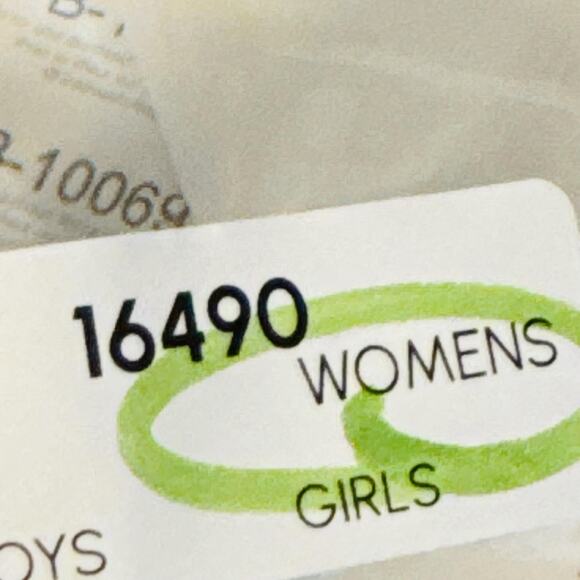 B-
-10069
16490
WOMENS
GIRLS
OYS